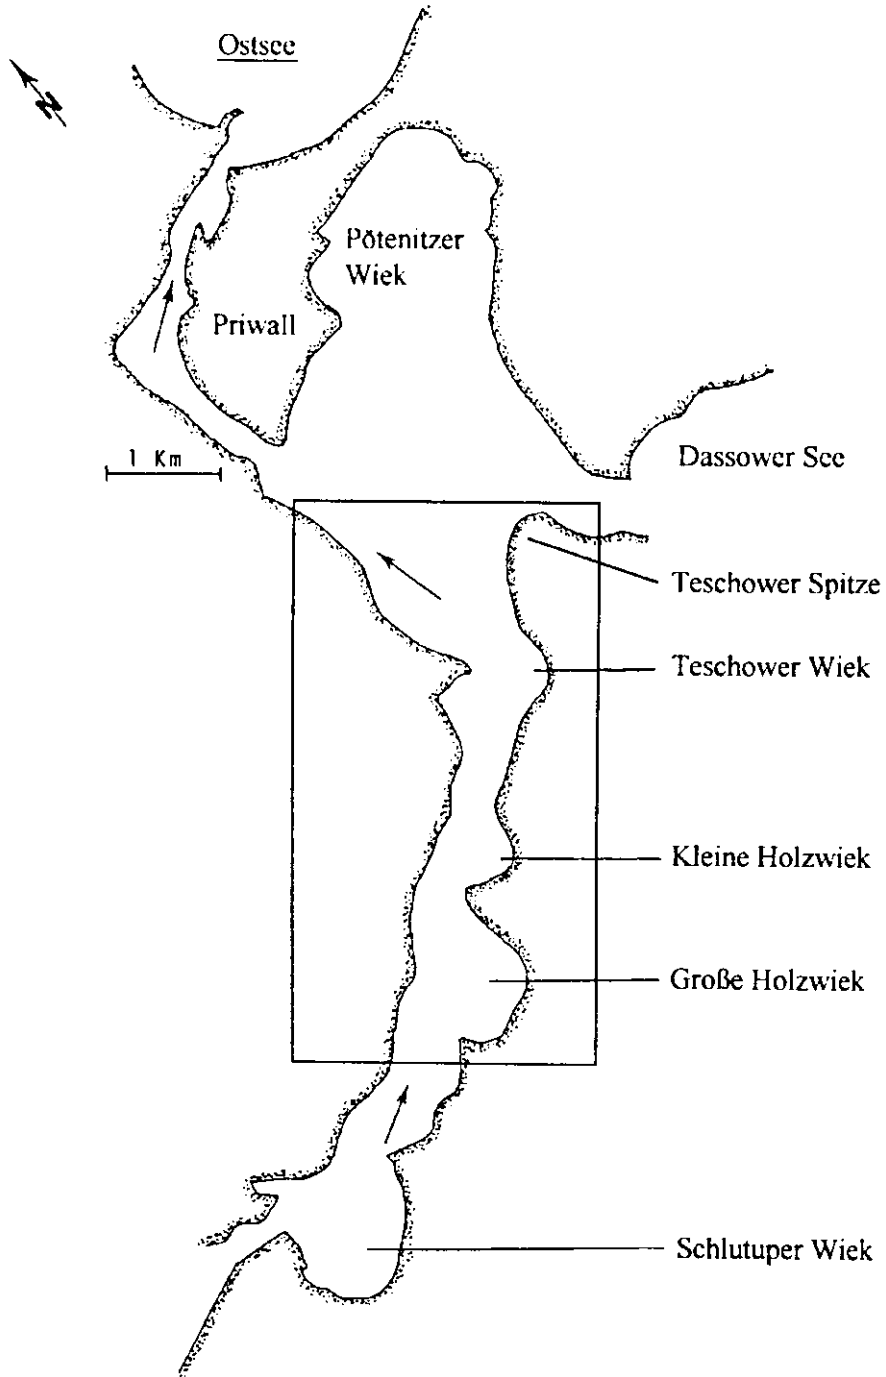 Ostsee
N
Pötenitzer
Wiek
Priwall
1 Km
Dassower See
Teschower Spitze
Teschower Wiek
Kleine Holzwiek
Große Holzwiek
Schlutuper Wiek